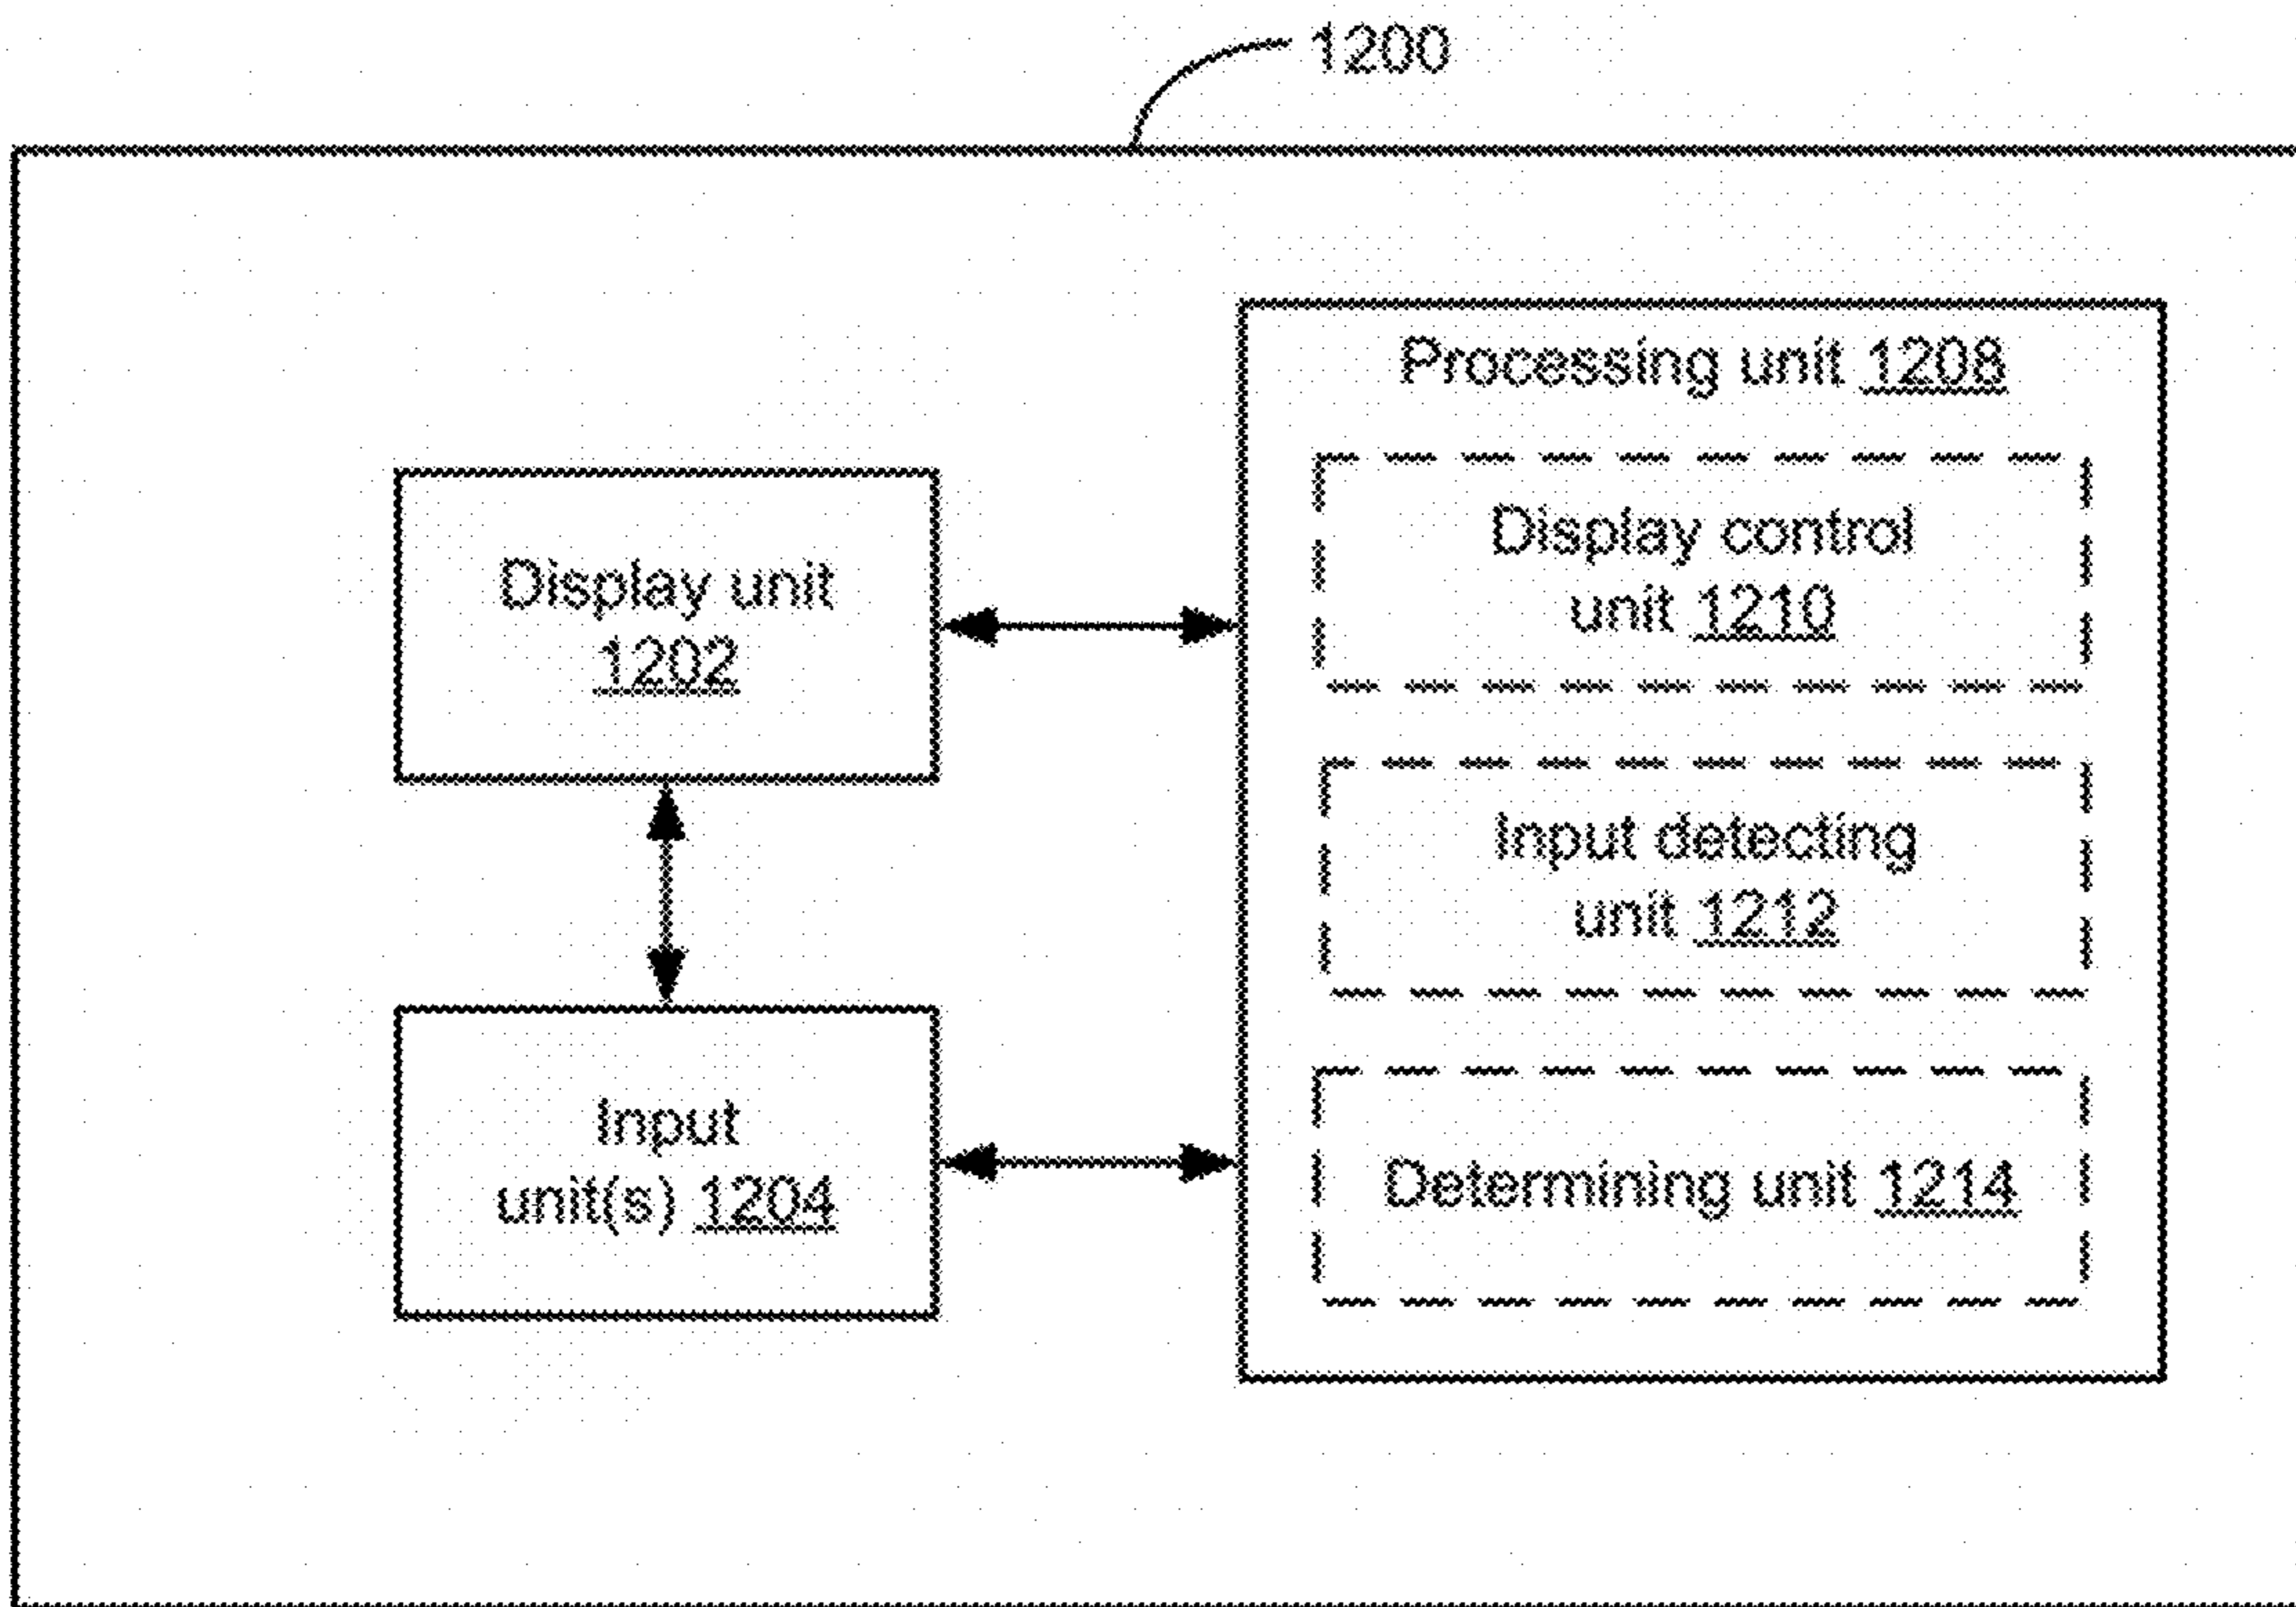 1200
Processing unit 1208
Display control
unit 1210
Display unit
1202
Input detecting
unit 1212
Input
unit(s) 1204
Determining unit 1214